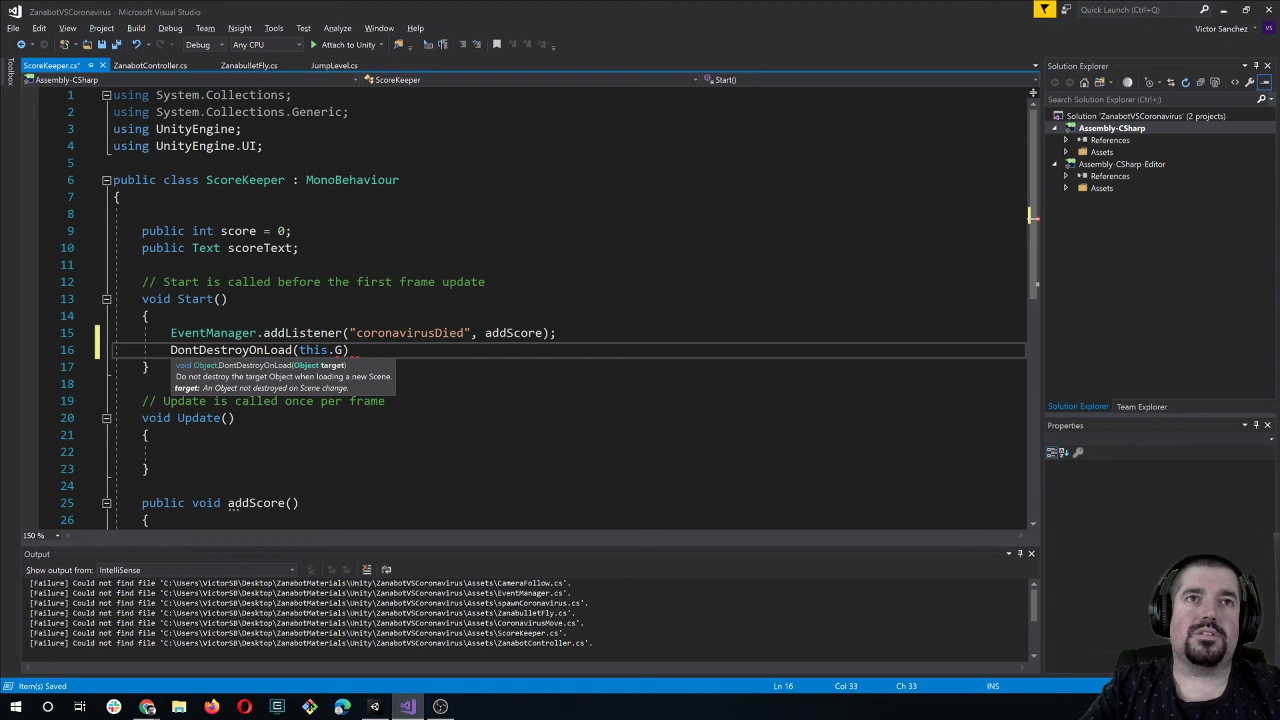 ZanabotVSCoronavirus - Microsoft Visual Studio
Quick Launch (Ctrl+Q)
File Edit View Project Build Debug Team Tools Test Analyze Window Help
Victor Sanchez
VS
Debug Any CPU Attach to Unity
ScoreKeeper.cs* ZanabotController.cs ZanabulletFly.cs JumpLevel.cs
Toolbox
Assembly-CSharp ScoreKeeper Start()
1 using System.Collections;
2 using System.Collections.Generic;
3 using UnityEngine;
4 using UnityEngine.UI;
5
6 public class ScoreKeeper : MonoBehaviour
7 {
8
9 public int score = 0;
10 public Text scoreText;
11
12 // Start is called before the first frame update
13 void Start()
14 {
15 EventManager.addListener("coronavirusDied", addScore);
16 DontDestroyOnLoad(this.G)
void Object.DontDestroyOnLoad(Object target)
17 }
Do not destroy the target Object when loading a new Scene.
target: An Object not destroyed on Scene change.
18
19 // Update is called once per frame
20 void Update()
21 {
22
23 }
24
25 public void addScore()
26 {
150 %
Solution Explorer
Search Solution Explorer (Ctrl+;)
Solution 'ZanabotVSCoronavirus' (2 projects)
Assembly-CSharp
References
Assets
Assembly-CSharp-Editor
References
Assets
Solution Explorer Team Explorer
Properties
Output
Show output from: IntelliSense
[Failure] Could not find file 'C:\Users\VictorSB\Desktop\ZanabotMaterials\Unity\ZanabotVSCoronavirus\Assets\CameraFollow.cs'.
[Failure] Could not find file 'C:\Users\VictorSB\Desktop\ZanabotMaterials\Unity\ZanabotVSCoronavirus\Assets\EventManager.cs'.
[Failure] Could not find file 'C:\Users\VictorSB\Desktop\ZanabotMaterials\Unity\ZanabotVSCoronavirus\Assets\spawnCoronavirus.cs'.
[Failure] Could not find file 'C:\Users\VictorSB\Desktop\ZanabotMaterials\Unity\ZanabotVSCoronavirus\Assets\ZanabulletFly.cs'.
[Failure] Could not find file 'C:\Users\VictorSB\Desktop\ZanabotMaterials\Unity\ZanabotVSCoronavirus\Assets\CoronavirusMove.cs'.
[Failure] Could not find file 'C:\Users\VictorSB\Desktop\ZanabotMaterials\Unity\ZanabotVSCoronavirus\Assets\ScoreKeeper.cs'.
[Failure] Could not find file 'C:\Users\VictorSB\Desktop\ZanabotMaterials\Unity\ZanabotVSCoronavirus\Assets\ZanabotController.cs'.
Item(s) Saved Ln 16 Col 33 Ch 33 INS